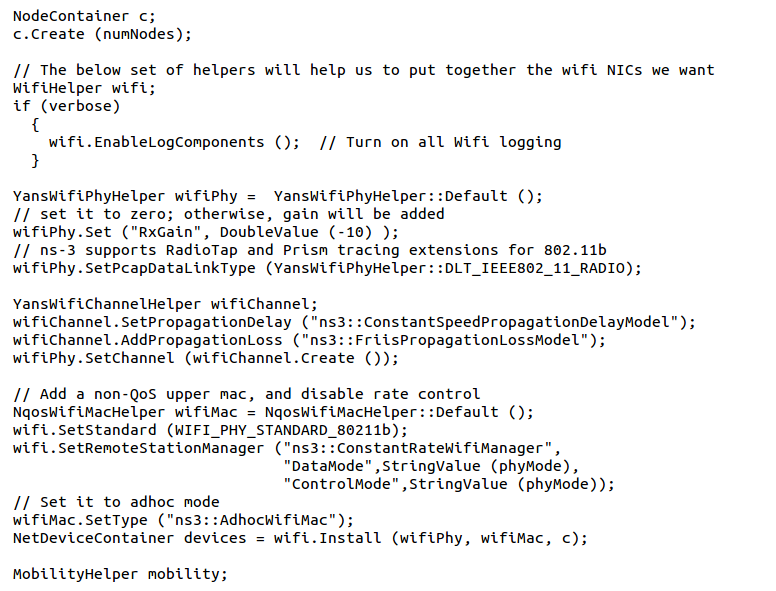 NodeContainer c;
c.Create (numNodes);

// The below set of helpers will help us to put together the wifi NICs we want
WifiHelper wifi;
if (verbose)
  {
    wifi.EnableLogComponents ();  // Turn on all Wifi logging
  }

YansWifiPhyHelper wifiPhy =  YansWifiPhyHelper::Default ();
// set it to zero; otherwise, gain will be added
wifiPhy.Set ("RxGain", DoubleValue (-10) );
// ns-3 supports RadioTap and Prism tracing extensions for 802.11b
wifiPhy.SetPcapDataLinkType (YansWifiPhyHelper::DLT_IEEE802_11_RADIO);

YansWifiChannelHelper wifiChannel;
wifiChannel.SetPropagationDelay ("ns3::ConstantSpeedPropagationDelayModel");
wifiChannel.AddPropagationLoss ("ns3::FriisPropagationLossModel");
wifiPhy.SetChannel (wifiChannel.Create ());

// Add a non-QoS upper mac, and disable rate control
NqosWifiMacHelper wifiMac = NqosWifiMacHelper::Default ();
wifi.SetStandard (WIFI_PHY_STANDARD_80211b);
wifi.SetRemoteStationManager ("ns3::ConstantRateWifiManager",
                              "DataMode",StringValue (phyMode),
                              "ControlMode",StringValue (phyMode));
// Set it to adhoc mode
wifiMac.SetType ("ns3::AdhocWifiMac");
NetDeviceContainer devices = wifi.Install (wifiPhy, wifiMac, c);

MobilityHelper mobility;